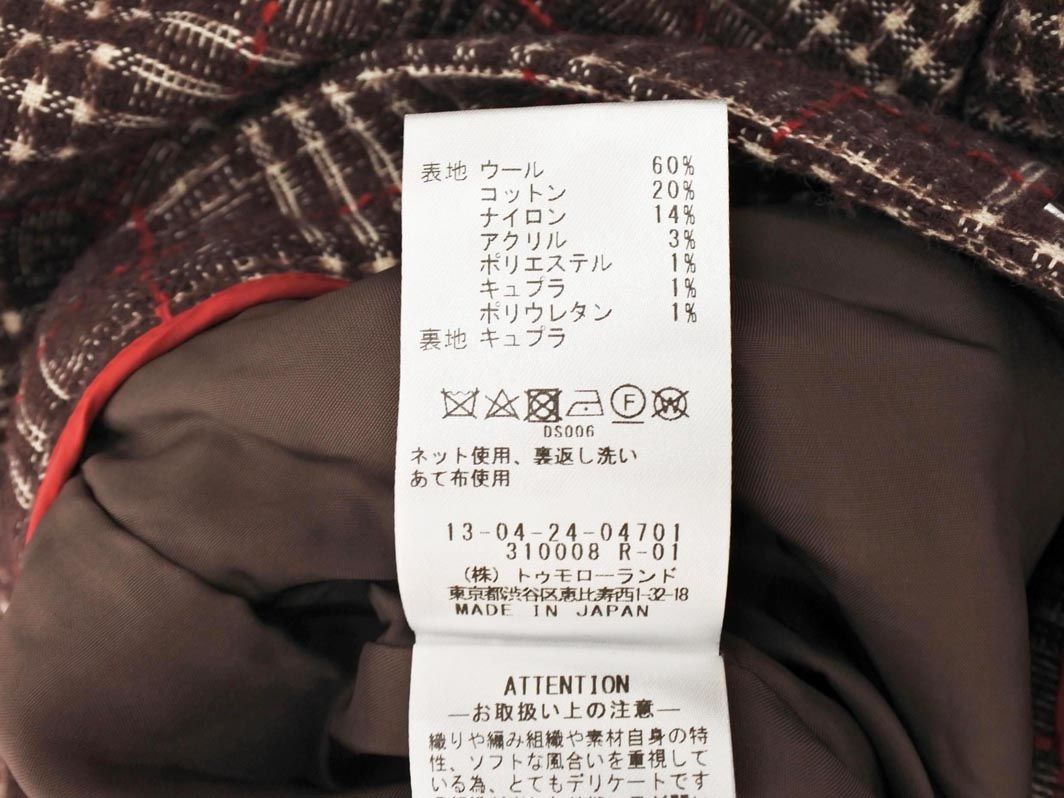 表地 ウール 60%
コットン 20%
ナイロン 14%
アクリル 3%
ポリエステル 1%
キュプラ 1%
ポリウレタン 1%
裏地 キュプラ
F W
DS006
ネット使用、裏返し洗い
あて布使用
13-04-24-04701
310008 R-01
(株) トゥモローランド
東京都渋谷区恵比寿西1-32-18
MADE IN JAPAN
ATTENTION
—お取扱い上の注意—
織りや編み組織や素材自身の特
性、ソフトな風合いを重視して
いる為、とてもデリケートです